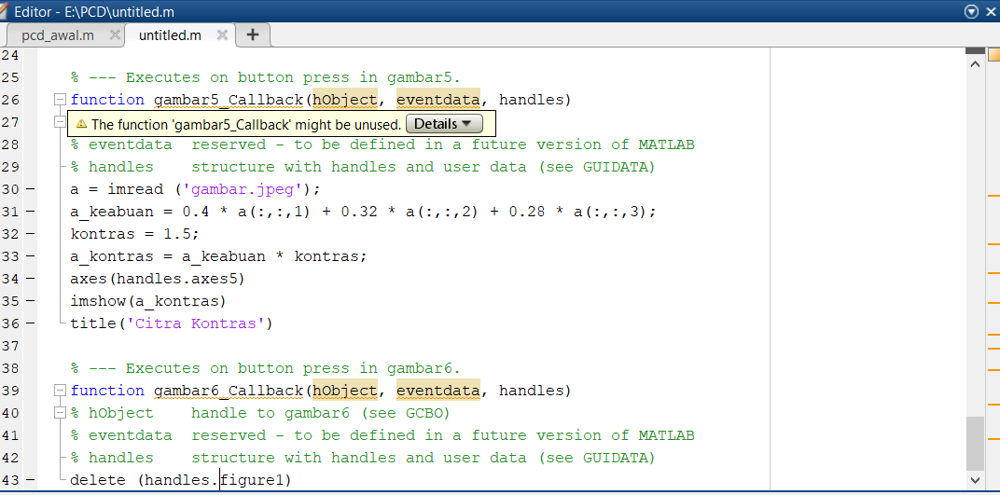 Editor - E:\PCD\untitled.m
pcd_awal.m untitled.m +
24
25 % --- Executes on button press in gambar5.
26 function gambar5_Callback(hObject, eventdata, handles)
27 The function 'gambar5_Callback' might be unused. Details
28 % eventdata  reserved - to be defined in a future version of MATLAB
29 % handles    structure with handles and user data (see GUIDATA)
30 a = imread ('gambar.jpeg');
31 a_keabuan = 0.4 * a(:,:,1) + 0.32 * a(:,:,2) + 0.28 * a(:,:,3);
32 kontras = 1.5;
33 a_kontras = a_keabuan * kontras;
34 axes(handles.axes5)
35 imshow(a_kontras)
36 title('Citra Kontras')
37
38 % --- Executes on button press in gambar6.
39 function gambar6_Callback(hObject, eventdata, handles)
40 % hObject    handle to gambar6 (see GCBO)
41 % eventdata  reserved - to be defined in a future version of MATLAB
42 % handles    structure with handles and user data (see GUIDATA)
43 delete (handles.figure1)